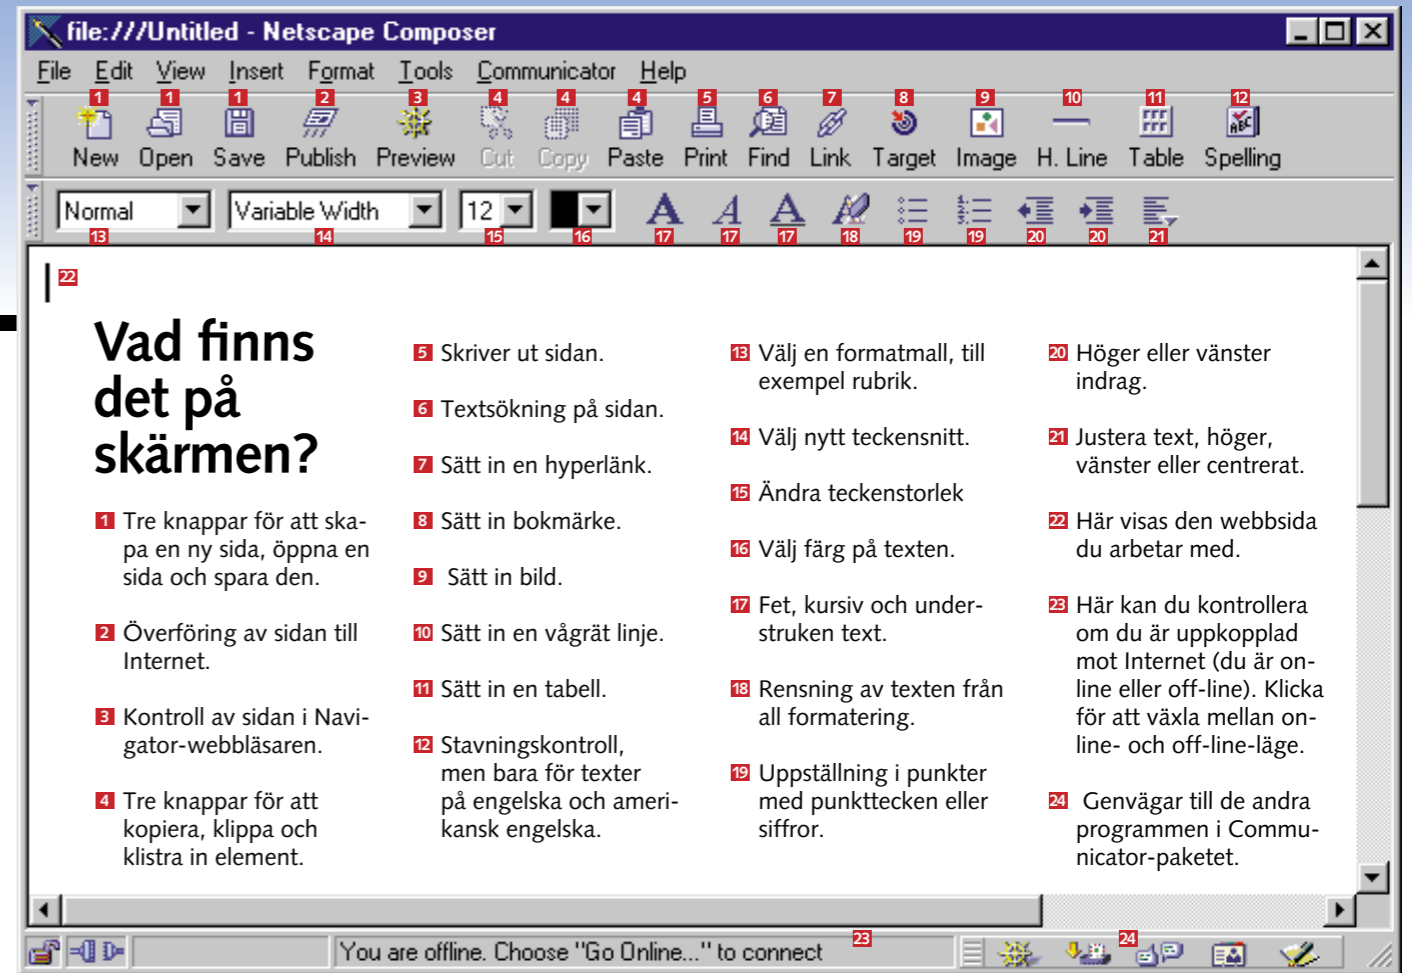 file:///Untitled - Netscape Composer
File Edit View Insert Format Tools Communicator Help
1 1 1 2 3 4 4 4 5 6 7 8 9 10 11 12
New Open Save Publish Preview Cut Copy Paste Print Find Link Target Image H. Line Table Spelling
Normal Variable Width 12
13 14 15 16 17 17 17 18 19 19 20 20 21
22
Vad finns
det på
skärmen?
1 Tre knappar för att ska-
pa en ny sida, öppna en
sida och spara den.
2 Överföring av sidan till
Internet.
3 Kontroll av sidan i Navi-
gator-webbläsaren.
4 Tre knappar för att
kopiera, klippa och
klistra in element.
5 Skriver ut sidan.
6 Textsökning på sidan.
7 Sätt in en hyperlänk.
8 Sätt in bokmärke.
9 Sätt in bild.
10 Sätt in en vågrät linje.
11 Sätt in en tabell.
12 Stavningskontroll,
men bara för texter
på engelska och ameri-
kansk engelska.
13 Välj en formatmall, till
exempel rubrik.
14 Välj nytt teckensnitt.
15 Ändra teckenstorlek
16 Välj färg på texten.
17 Fet, kursiv och under-
struken text.
18 Rensning av texten från
all formatering.
19 Uppställning i punkter
med punkttecken eller
siffror.
20 Höger eller vänster
indrag.
21 Justera text, höger,
vänster eller centrerat.
22 Här visas den webbsida
du arbetar med.
23 Här kan du kontrollera
om du är uppkopplad
mot Internet (du är on-
line eller off-line). Klicka
för att växla mellan on-
line- och off-line-läge.
24 Genvägar till de andra
programmen i Commu-
nicator-paketet.
You are offline. Choose "Go Online..." to connect 23 24